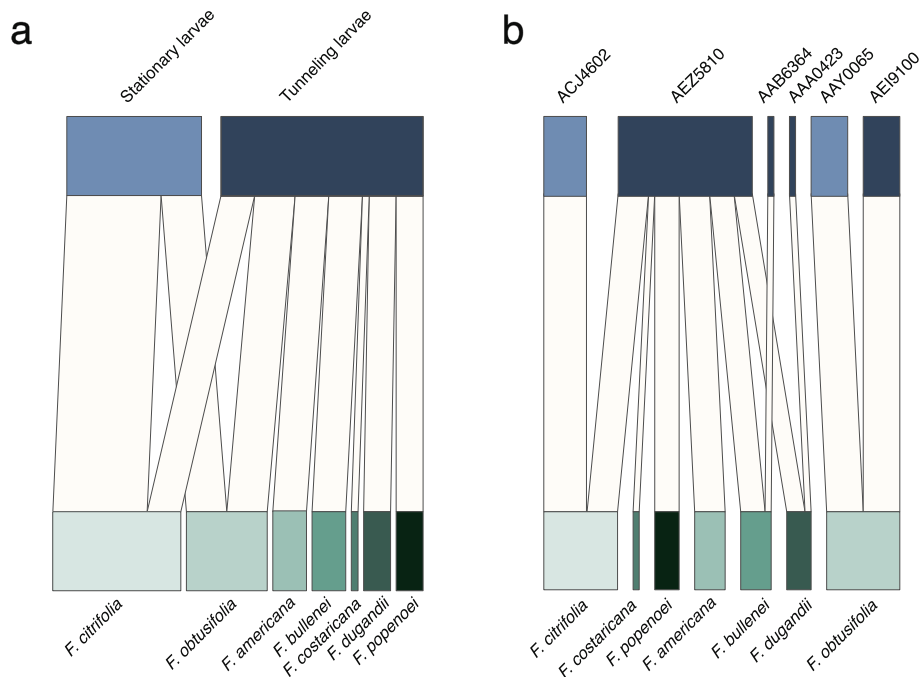 a
Stationary larvae
Tunneling larvae
F. citrifolia
F. obtusifolia
F. americana
F. bullenei
F. costaricana
F. dugandii
F. popenoei
b
ACJ4602
AEZ5810
AAB6364
AAA0423
AAY0065
AEI9100
F. citrifolia
F. costaricana
F. popenoei
F. americana
F. bullenei
F. dugandii
F. obtusifolia